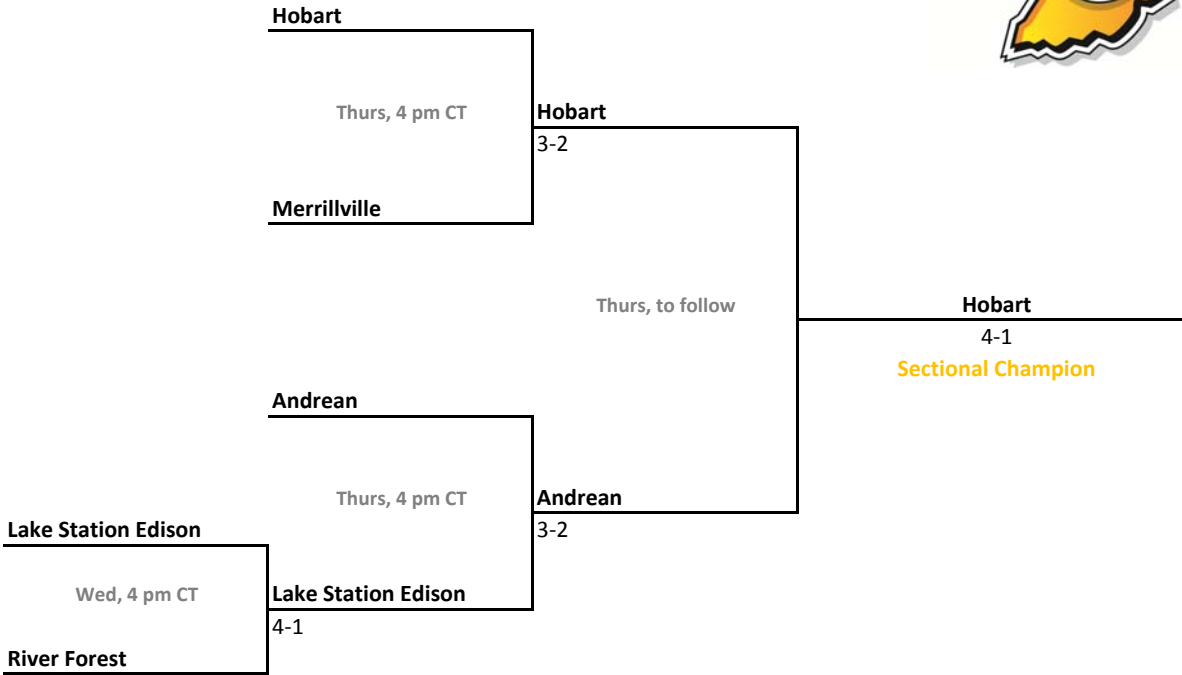 Hobart
Thurs, 4 pm CT
Hobart
3-2
Merrillville
Thurs, to follow
Hobart
4-1
Sectional Champion
Andrean
Thurs, 4 pm CT
Andrean
3-2
Lake Station Edison
Wed, 4 pm CT
Lake Station Edison
4-1
River Forest